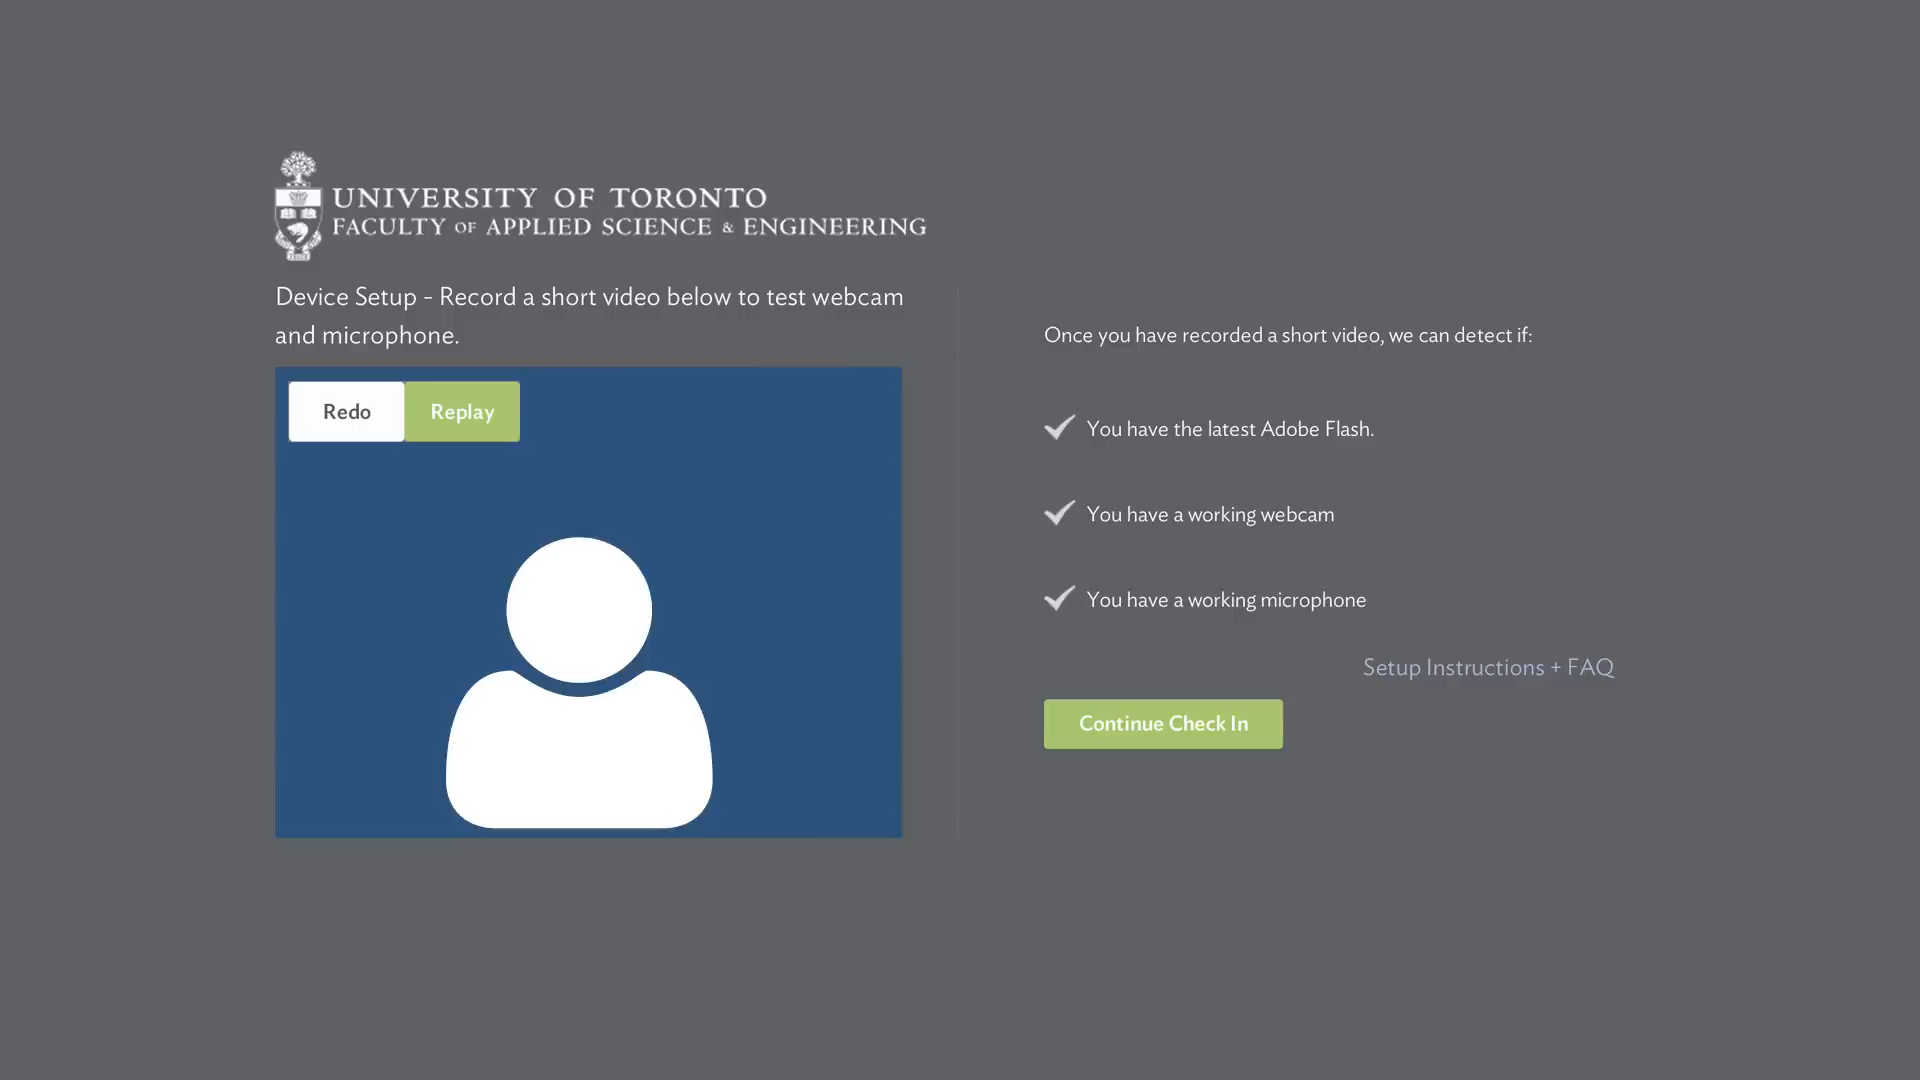 UNIVERSITY OF TORONTO
FACULTY OF APPLIED SCIENCE & ENGINEERING
Device Setup - Record a short video below to test webcam
and microphone.
Redo
Replay
Once you have recorded a short video, we can detect if:
You have the latest Adobe Flash.
You have a working webcam
You have a working microphone
Setup Instructions + FAQ
Continue Check In